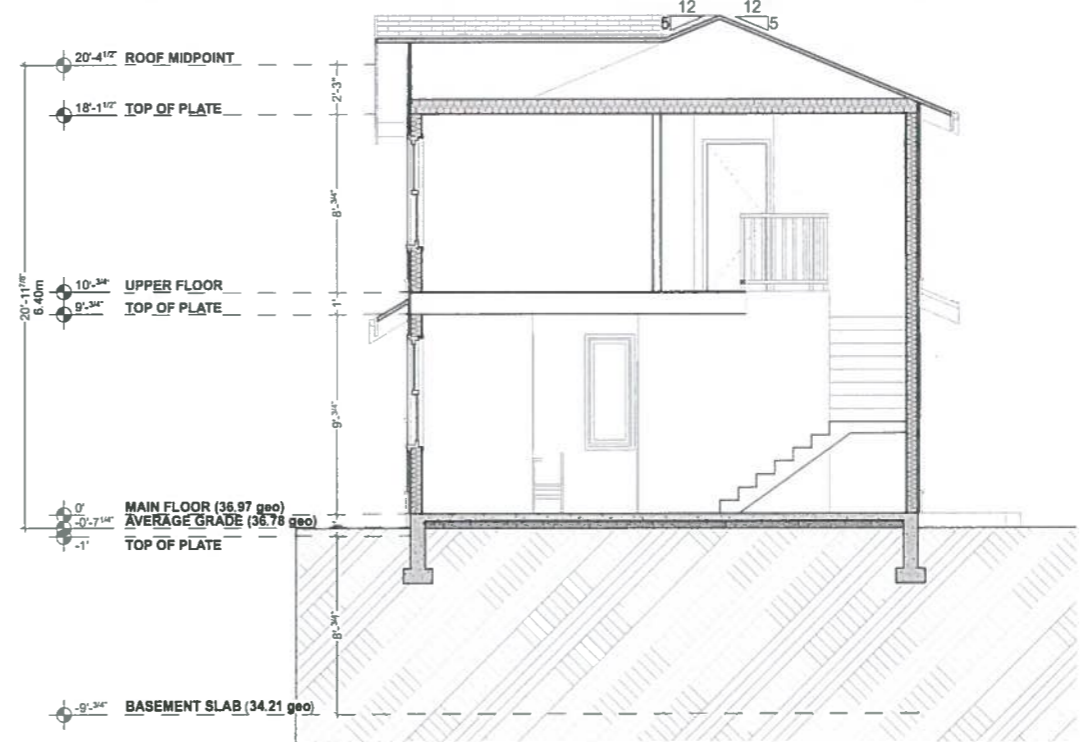 12 12
5 5
20'-4 1/2" ROOF MIDPOINT
2'-3"
18'-1 1/2" TOP OF PLATE
8'-3/4"
10'-3/4" UPPER FLOOR
1'
9'-3/4" TOP OF PLATE
20'-11 7/8"
6.40m
9'-3/4"
0' MAIN FLOOR (36.97 geo)
-0'-7 1/4" AVERAGE GRADE (36.78 geo)
-1' TOP OF PLATE
8'-3/4"
-9'-3/4" BASEMENT SLAB (34.21 geo)